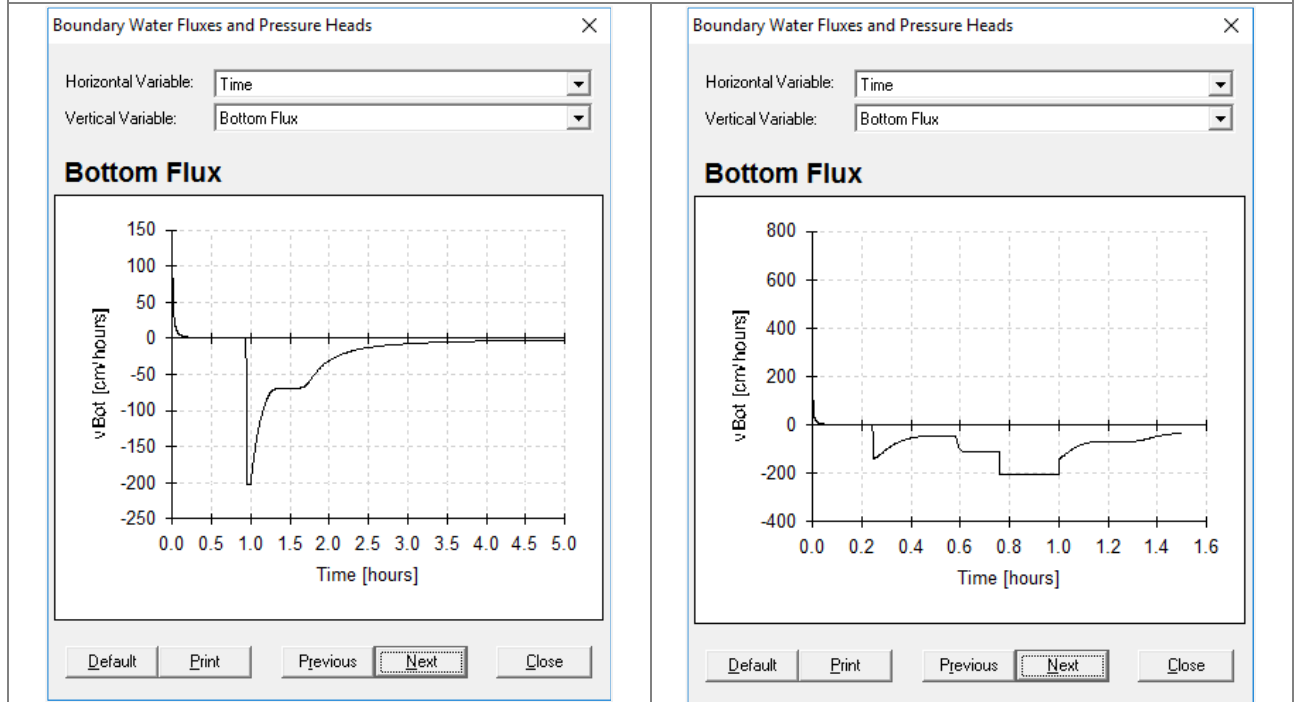 Boundary Water Fluxes and Pressure Heads
Horizontal Variable: Time
Vertical Variable: Bottom Flux
Bottom Flux
150
100
50
0
-50
-100
-150
-200
-250
vBot [cm/hours]
0.0 0.5 1.0 1.5 2.0 2.5 3.0 3.5 4.0 4.5 5.0
Time [hours]
Default Print Previous Next Close
Boundary Water Fluxes and Pressure Heads
Horizontal Variable: Time
Vertical Variable: Bottom Flux
Bottom Flux
800
600
400
200
0
-200
-400
vBot [cm/hours]
0.0 0.2 0.4 0.6 0.8 1.0 1.2 1.4 1.6
Time [hours]
Default Print Previous Next Close